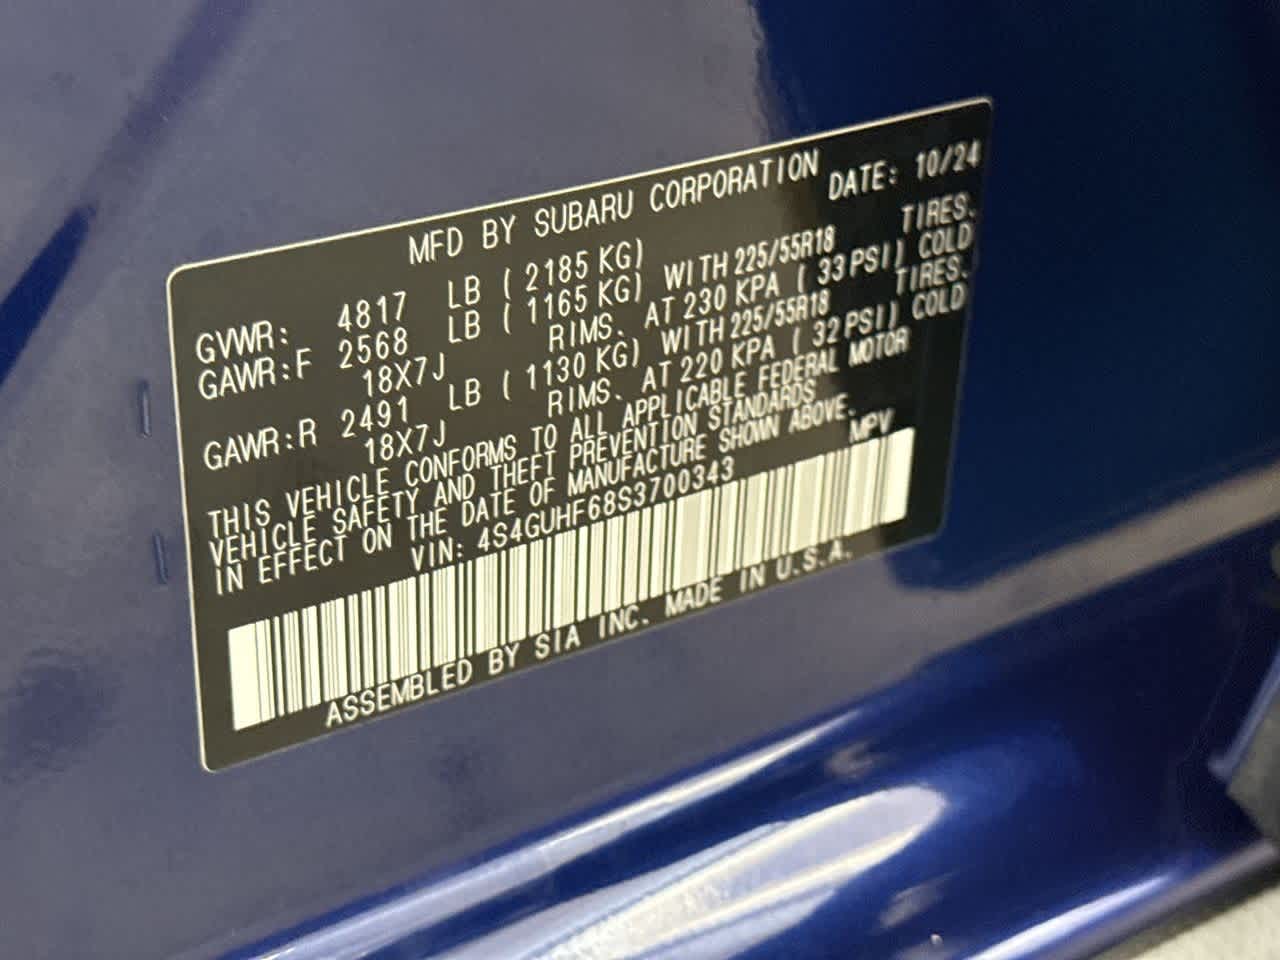 MFD BY SUBARU CORPORATION DATE: 10/24
GVWR: 4817 LB ( 2185 KG)
GAWR:F 2568 LB ( 1165 KG) WITH 225/55R18 TIRES,
18X7J RIMS, AT 230 KPA ( 33 PSI) COLD
GAWR:R 2491 LB ( 1130 KG) WITH 225/55R18 TIRES,
18X7J RIMS, AT 220 KPA ( 32 PSI) COLD
THIS VEHICLE CONFORMS TO ALL APPLICABLE FEDERAL MOTOR
VEHICLE SAFETY AND THEFT PREVENTION STANDARDS
IN EFFECT ON THE DATE OF MANUFACTURE SHOWN ABOVE.
VIN: 4S4GUHF68S3700343 MPV
ASSEMBLED BY SIA INC. MADE IN U.S.A.